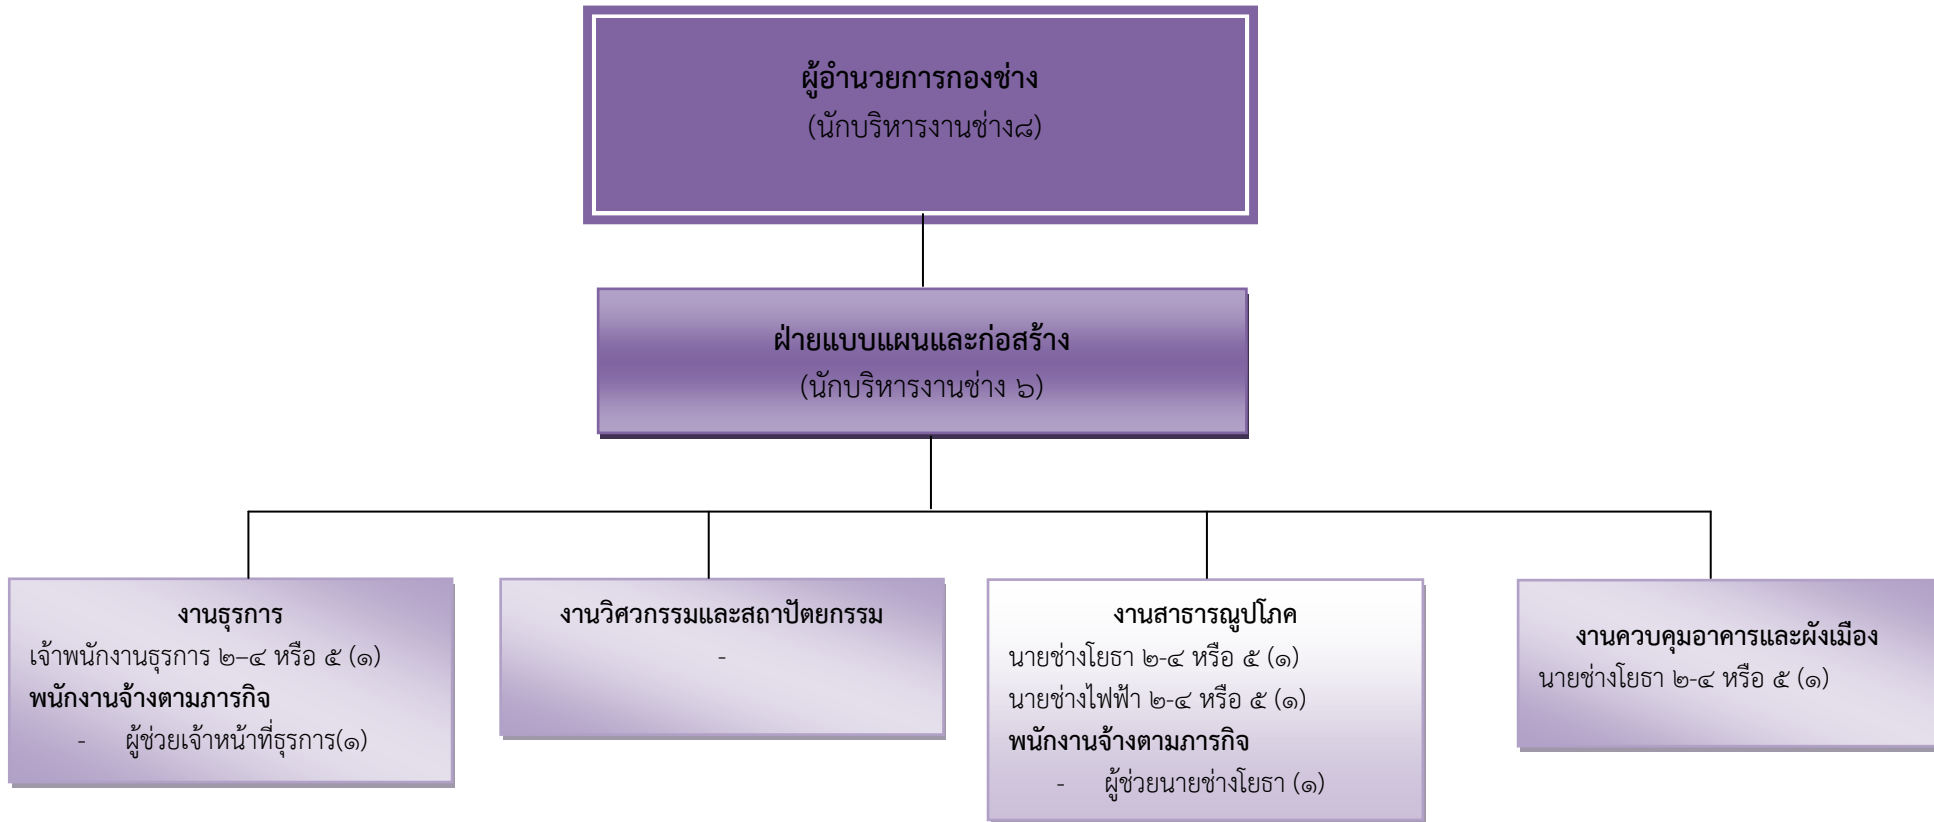 ผู้อำนวยการกองช่าง
(นักบริหารงานช่าง๘)
ฝ่ายแบบแผนและก่อสร้าง
(นักบริหารงานช่าง ๖)
งานธุรการ
เจ้าพนักงานธุรการ ๒–๔ หรือ ๕ (๑)
พนักงานจ้างตามภารกิจ
- ผู้ช่วยเจ้าหน้าที่ธุรการ(๑)
งานวิศวกรรมและสถาปัตยกรรม
-
งานสาธารณูปโภค
นายช่างโยธา ๒-๔ หรือ ๕ (๑)
นายช่างไฟฟ้า ๒-๔ หรือ ๕ (๑)
พนักงานจ้างตามภารกิจ
- ผู้ช่วยนายช่างโยธา (๑)
งานควบคุมอาคารและผังเมือง
นายช่างโยธา ๒-๔ หรือ ๕ (๑)